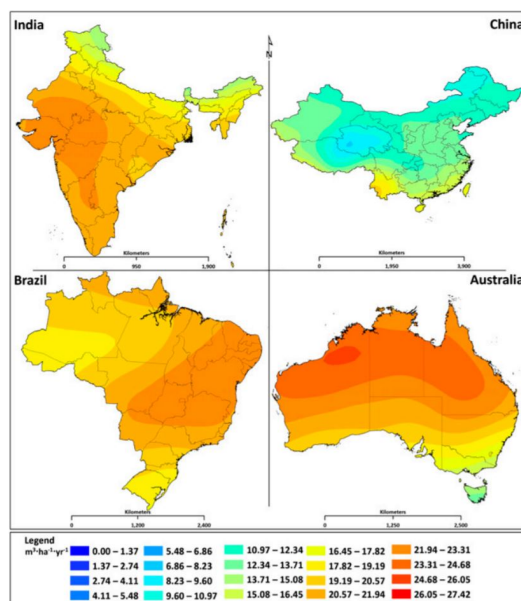 India
China
N
Kilometers
0 950 1,900
Kilometers
0 1,950 3,900
Brazil
Australia
Kilometers
0 1,200 2,400
Kilometers
0 1,250 2,500
Legend
m³·ha⁻¹·yr⁻¹
0.00 – 1.37 5.48 – 6.86 10.97 – 12.34 16.45 – 17.82 21.94 – 23.31
1.37 – 2.74 6.86 – 8.23 12.34 – 13.71 17.82 – 19.19 23.31 – 24.68
2.74 – 4.11 8.23 – 9.60 13.71 – 15.08 19.19 – 20.57 24.68 – 26.05
4.11 – 5.48 9.60 – 10.97 15.08 – 16.45 20.57 – 21.94 26.05 – 27.42